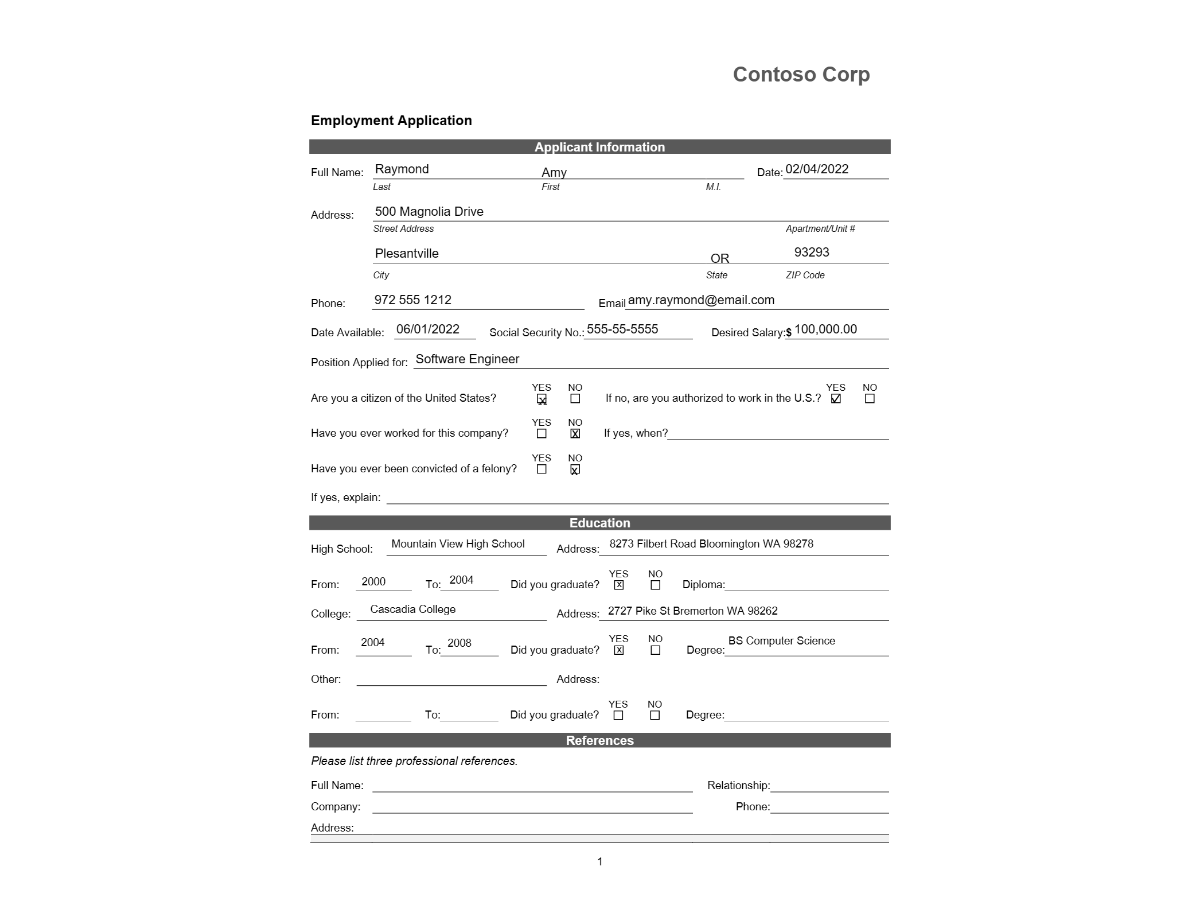 Contoso Corp
Employment Application
Applicant Information
Full Name: Raymond Amy Date: 02/04/2022
Last First M.I.
Address: 500 Magnolia Drive
Street Address Apartment/Unit #
Plesantville OR 93293
City State ZIP Code
Phone: 972 555 1212 Email amy.raymond@email.com
Date Available: 06/01/2022 Social Security No.: 555-55-5555 Desired Salary:$ 100,000.00
Position Applied for: Software Engineer
YES NO YES NO
Are you a citizen of the United States? X If no, are you authorized to work in the U.S.? ✓
YES NO
Have you ever worked for this company? X If yes, when?
YES NO
Have you ever been convicted of a felony? X
If yes, explain:
Education
High School: Mountain View High School Address: 8273 Filbert Road Bloomington WA 98278
YES NO
From: 2000 To: 2004 Did you graduate? X Diploma:
College: Cascadia College Address: 2727 Pike St Bremerton WA 98262
YES NO
From: 2004 To: 2008 Did you graduate? X Degree: BS Computer Science
Other: Address:
YES NO
From: To: Did you graduate? Degree:
References
Please list three professional references.
Full Name: Relationship:
Company: Phone:
Address:
1